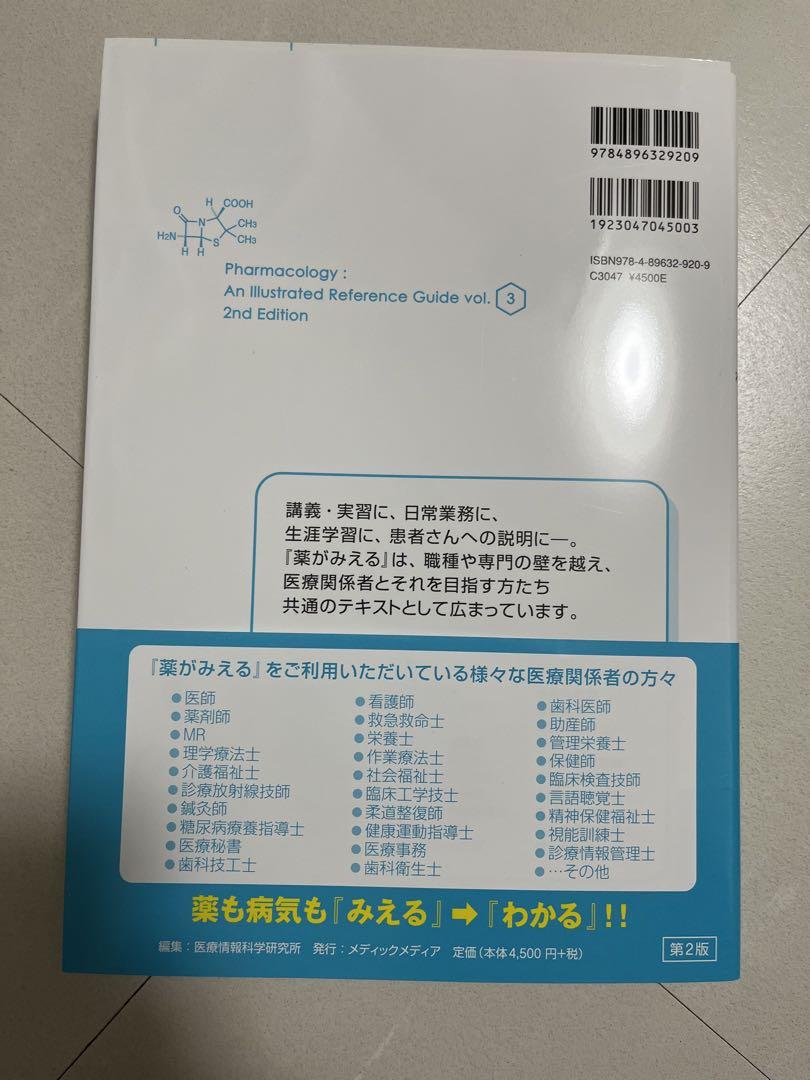 9784896329209
1923047045003
ISBN978-4-89632-920-9
C3047 ¥4500E
H COOH
O N CH3
H2N S CH3
H H
Pharmacology :
An Illustrated Reference Guide vol. 3
2nd Edition
講義・実習に、日常業務に、
生涯学習に、患者さんへの説明に―。
『薬がみえる』は、職種や専門の壁を越え、
医療関係者とそれを目指す方たち
共通のテキストとして広まっています。
『薬がみえる』をご利用いただいている様々な医療関係者の方々
●医師
●薬剤師
●MR
●理学療法士
●介護福祉士
●診療放射線技師
●鍼灸師
●糖尿病療養指導士
●医療秘書
●歯科技工士
●看護師
●救急救命士
●栄養士
●作業療法士
●社会福祉士
●臨床工学技士
●柔道整復師
●健康運動指導士
●医療事務
●歯科衛生士
●歯科医師
●助産師
●管理栄養士
●保健師
●臨床検査技師
●言語聴覚士
●精神保健福祉士
●視能訓練士
●診療情報管理士
●…その他
薬も病気も『みえる』➡『わかる』!!
編集：医療情報科学研究所 発行：メディックメディア 定価（本体4,500円+税）
第2版